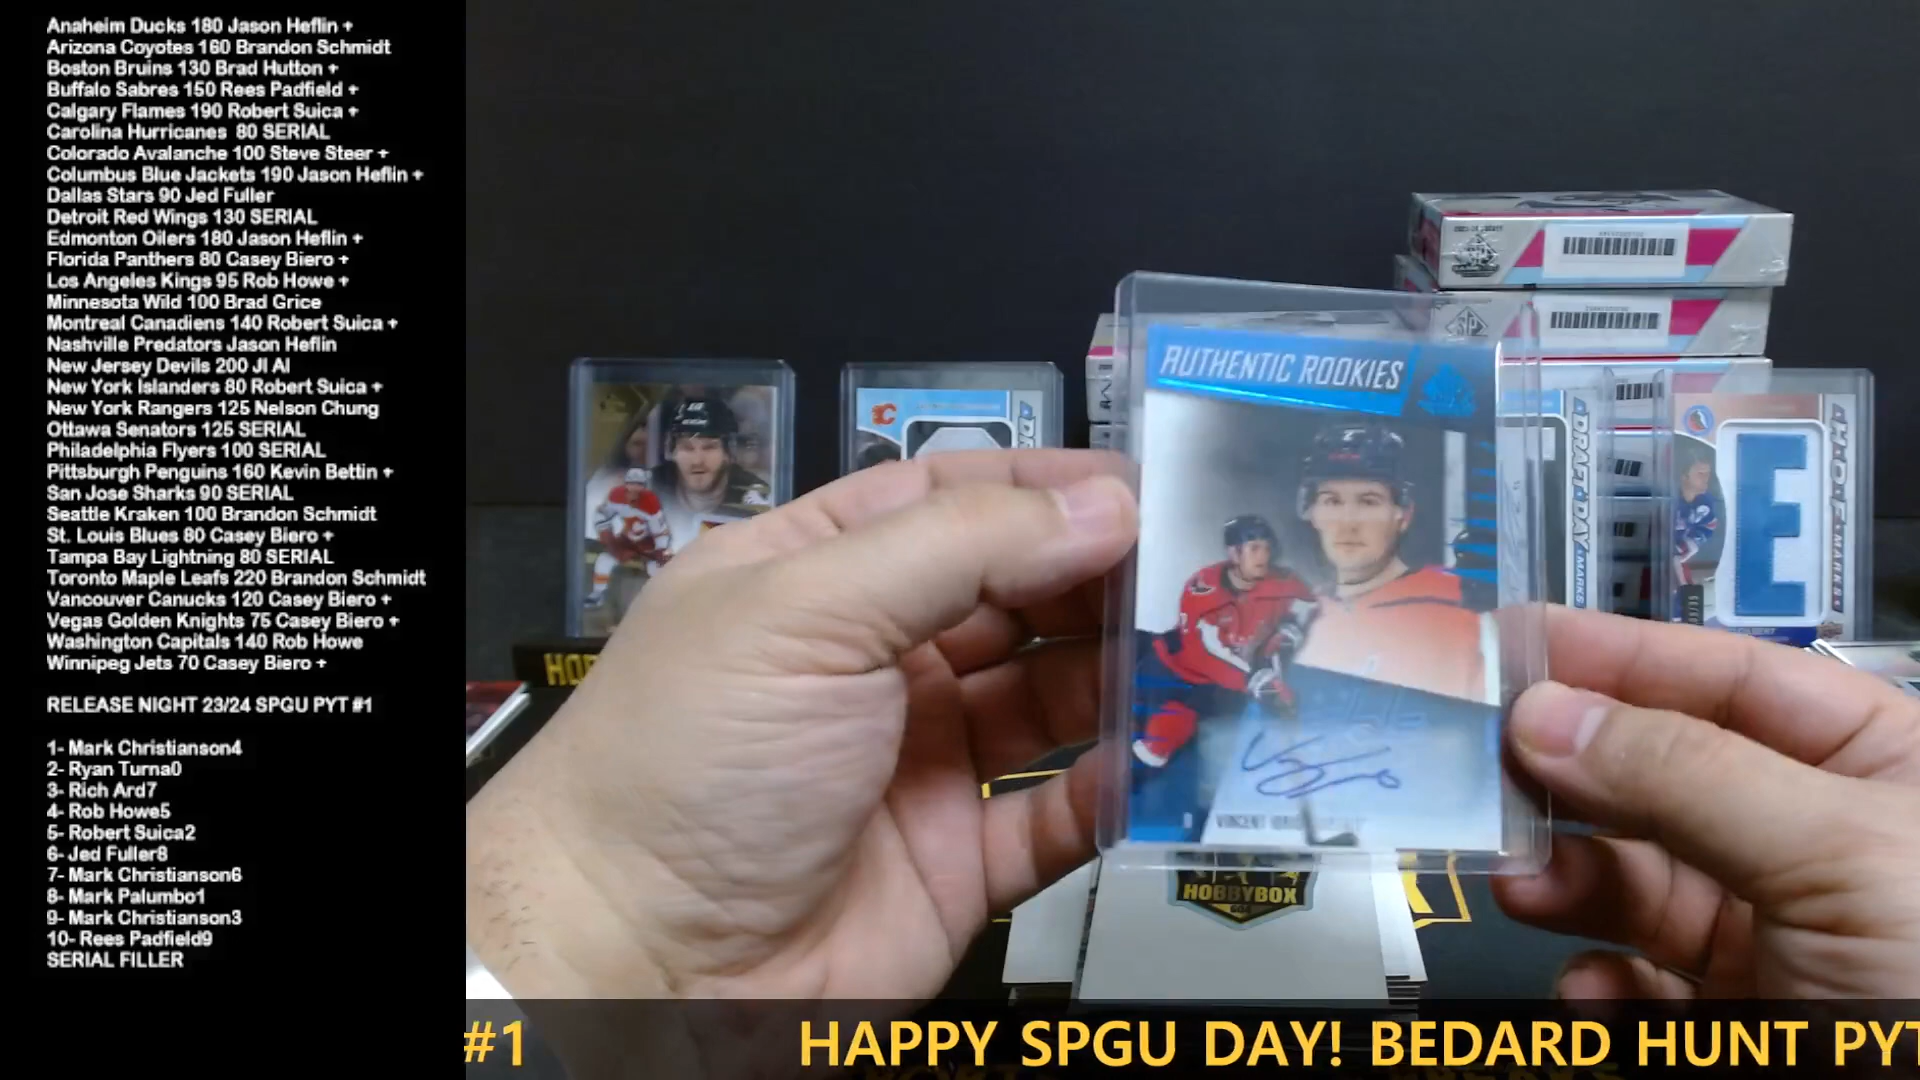 Anaheim Ducks 180 Jason Heflin +
Arizona Coyotes 160 Brandon Schmidt
Boston Bruins 130 Brad Hutton +
Buffalo Sabres 150 Rees Padfield +
Calgary Flames 190 Robert Suica +
Carolina Hurricanes 80 SERIAL
Colorado Avalanche 100 Steve Steer +
Columbus Blue Jackets 190 Jason Heflin +
Dallas Stars 90 Jed Fuller
Detroit Red Wings 130 SERIAL
Edmonton Oilers 180 Jason Heflin +
Florida Panthers 80 Casey Biero +
Los Angeles Kings 95 Rob Howe +
Minnesota Wild 100 Brad Grice
Montreal Canadiens 140 Robert Suica +
Nashville Predators Jason Heflin
New Jersey Devils 200 JI AI
New York Islanders 80 Robert Suica +
New York Rangers 125 Nelson Chung
Ottawa Senators 125 SERIAL
Philadelphia Flyers 100 SERIAL
Pittsburgh Penguins 160 Kevin Bettin +
San Jose Sharks 90 SERIAL
Seattle Kraken 100 Brandon Schmidt
St. Louis Blues 80 Casey Biero +
Tampa Bay Lightning 80 SERIAL
Toronto Maple Leafs 220 Brandon Schmidt
Vancouver Canucks 120 Casey Biero +
Vegas Golden Knights 75 Casey Biero +
Washington Capitals 140 Rob Howe
Winnipeg Jets 70 Casey Biero +
RELEASE NIGHT 23/24 SPGU PYT #1
1- Mark Christianson4
2- Ryan Turna0
3- Rich Ard7
4- Rob Howe5
5- Robert Suica2
6- Jed Fuller8
7- Mark Christianson6
8- Mark Palumbo1
9- Mark Christianson3
10- Rees Padfield9
SERIAL FILLER
AUTHENTIC ROOKIES
VINCENT
DRAFT DAY MARKS
H.O.F. MARKS
E
HOBBYBOX
#1 HAPPY SPGU DAY! BEDARD HUNT PYT